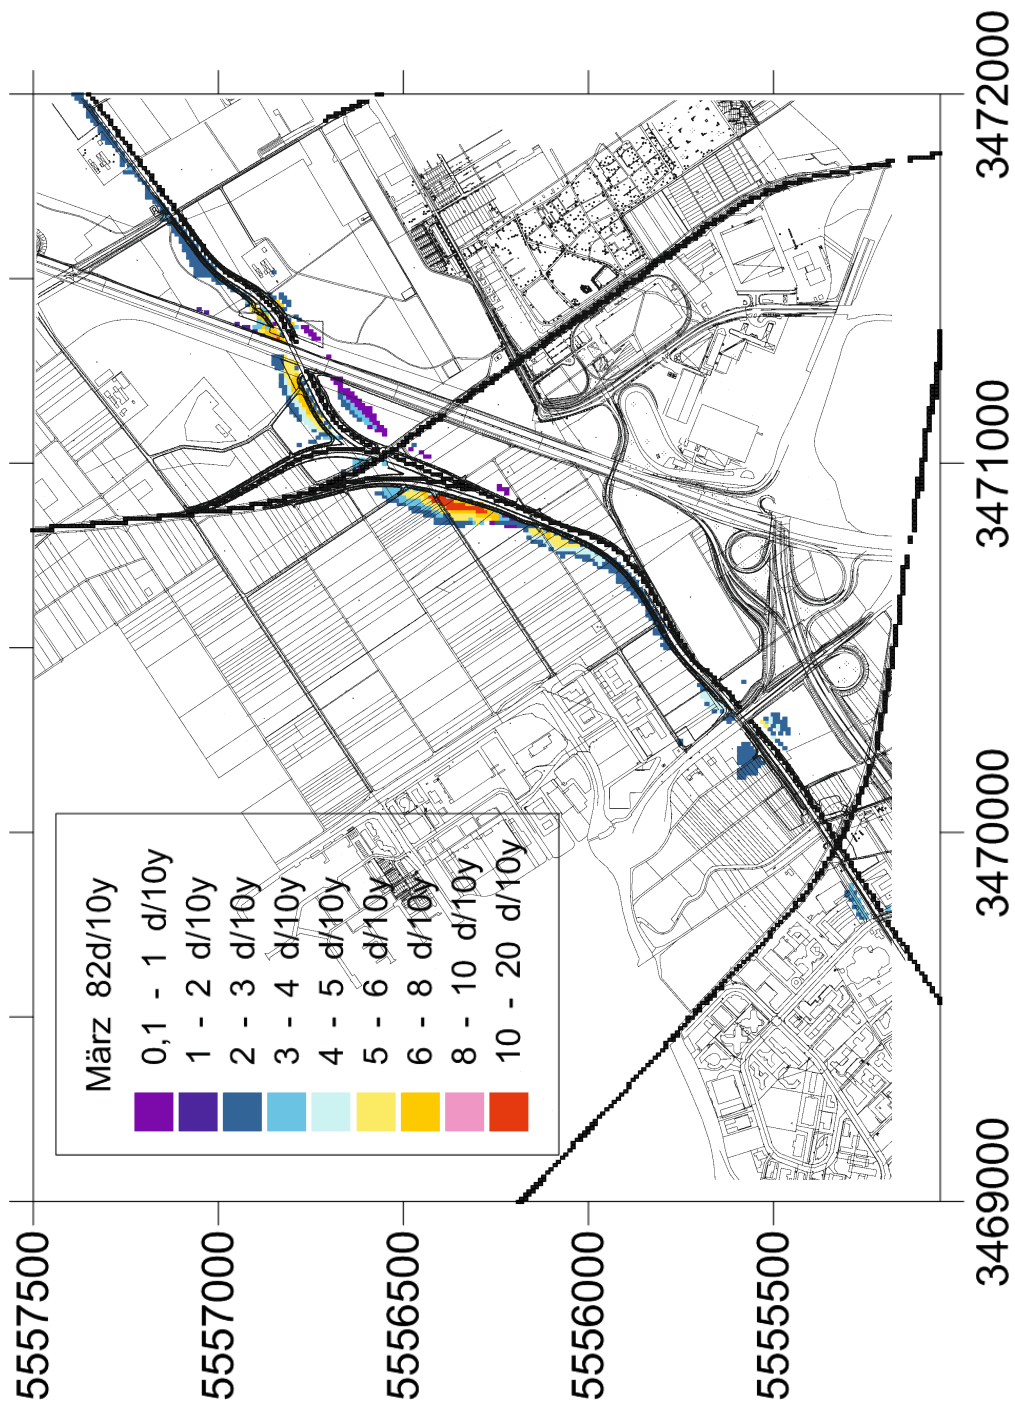 März 82d/10y
0,1 - 1 d/10y
1 - 2 d/10y
2 - 3 d/10y
3 - 4 d/10y
4 - 5 d/10y
5 - 6 d/10y
6 - 8 d/10y
8 - 10 d/10y
10 - 20 d/10y
5557500
5557000
5556500
5556000
5555500
3469000
3470000
3471000
3472000